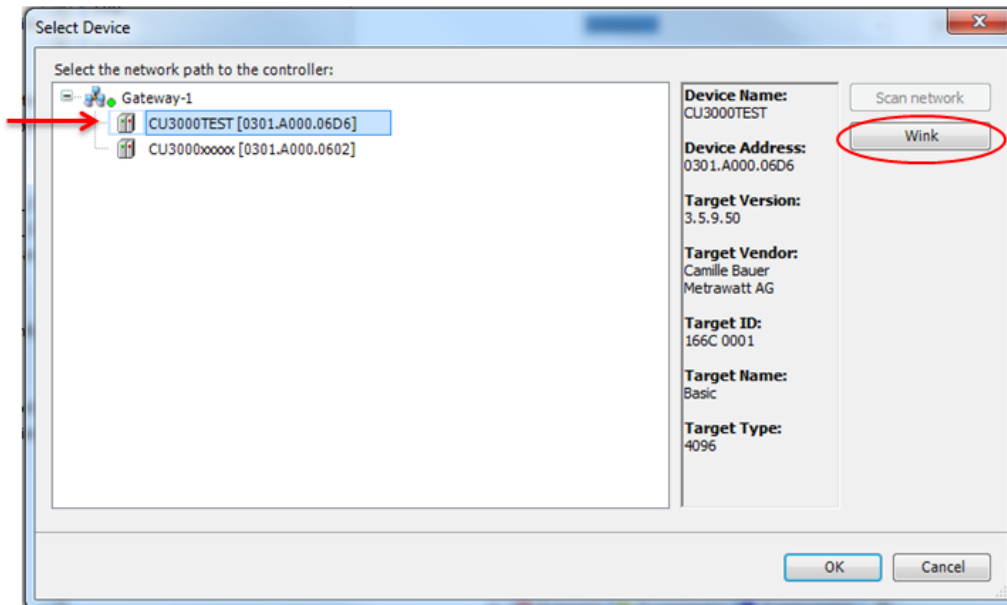 Select Device
Select the network path to the controller:
Gateway-1
CU3000TEST [0301.A000.06D6]
CU3000xxxxx [0301.A000.0602]
Device Name:
CU3000TEST
Device Address:
0301.A000.06D6
Target Version:
3.5.9.50
Target Vendor:
Camille Bauer
Metrawatt AG
Target ID:
166C 0001
Target Name:
Basic
Target Type:
4096
Scan network
Wink
OK
Cancel